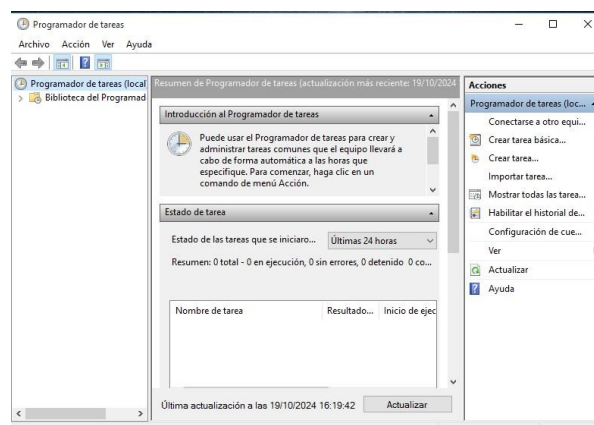 Programador de tareas
Archivo Acción Ver Ayuda
Programador de tareas (local
Biblioteca del Programad
Resumen de Programador de tareas (actualización más reciente: 19/10/2024
Introducción al Programador de tareas
Puede usar el Programador de tareas para crear y
administrar tareas comunes que el equipo llevará a
cabo de forma automática a las horas que
especifique. Para comenzar, haga clic en un
comando de menú Acción.
Estado de tarea
Estado de las tareas que se iniciaro... Últimas 24 horas
Resumen: 0 total - 0 en ejecución, 0 sin errores, 0 detenido 0 co...
Nombre de tarea Resultado... Inicio de ejec
Última actualización a las 19/10/2024 16:19:42 Actualizar
Acciones
Programador de tareas (loc...
Conectarse a otro equi...
Crear tarea básica...
Crear tarea...
Importar tarea...
Mostrar todas las tarea...
Habilitar el historial de...
Configuración de cue...
Ver
Actualizar
Ayuda